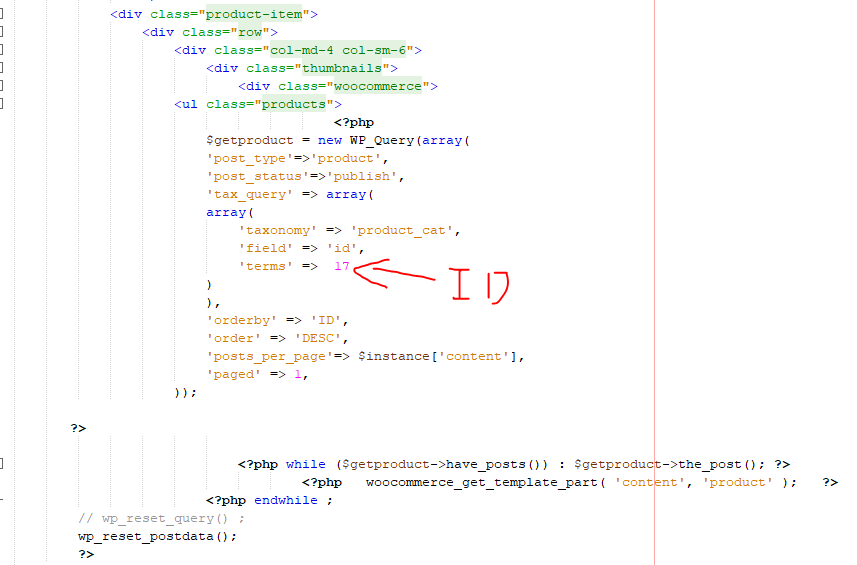 <div class="product-item">
<div class="row">
<div class="col-md-4 col-sm-6">
<div class="thumbnails">
<div class="woocommerce">
<ul class="products">
<?php
$getproduct = new WP_Query(array(
'post_type'=>'product',
'post_status'=>'publish',
'tax_query' => array(
array(
'taxonomy' => 'product_cat',
'field' => 'id',
'terms' => 17
ID
)
),
'orderby' => 'ID',
'order' => 'DESC',
'posts_per_page'=> $instance['content'],
'paged' => 1,
));
?>
<?php while ($getproduct->have_posts()) : $getproduct->the_post(); ?>
<?php woocommerce_get_template_part( 'content', 'product' ); ?>
<?php endwhile ;
// wp_reset_query() ;
wp_reset_postdata();
?>